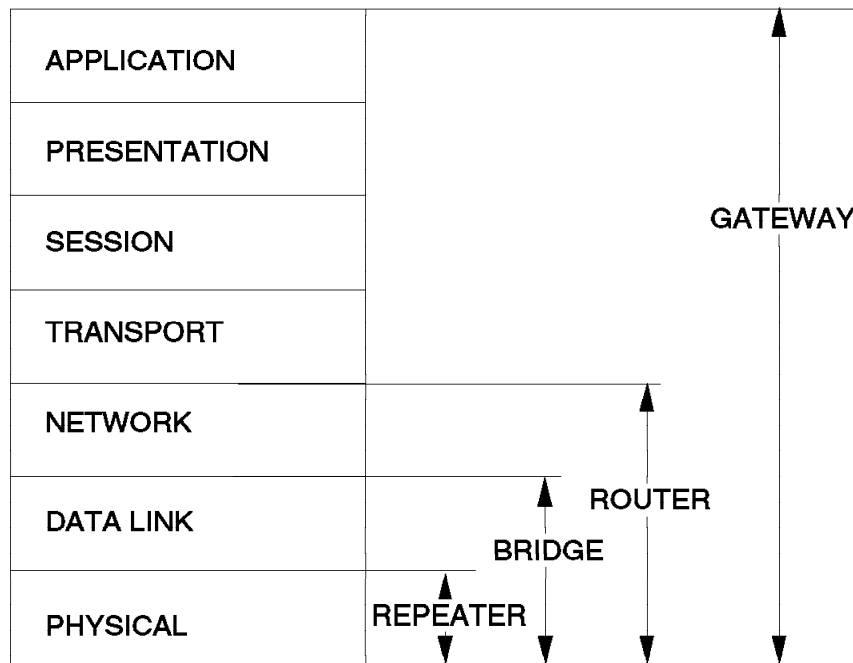 APPLICATION
PRESENTATION
SESSION
TRANSPORT
NETWORK
DATA LINK
PHYSICAL
REPEATER
BRIDGE
ROUTER
GATEWAY